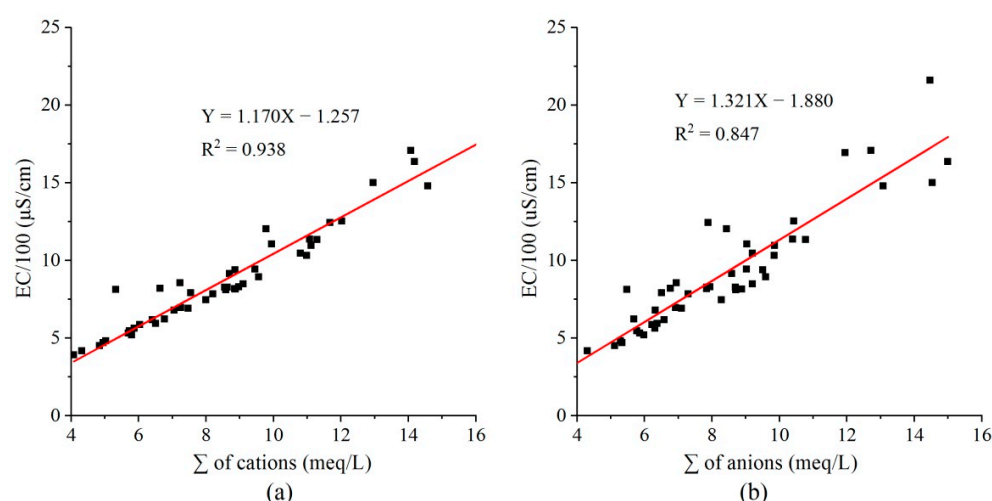 25
20
15
10
5
0
EC/100 (μS/cm)
Y = 1.170X − 1.257
R² = 0.938
4 6 8 10 12 14 16
∑ of cations (meq/L)
(a)
25
20
15
10
5
0
EC/100 (uS/cm)
Y = 1.321X − 1.880
R² = 0.847
4 6 8 10 12 14 16
∑ of anions (meq/L)
(b)